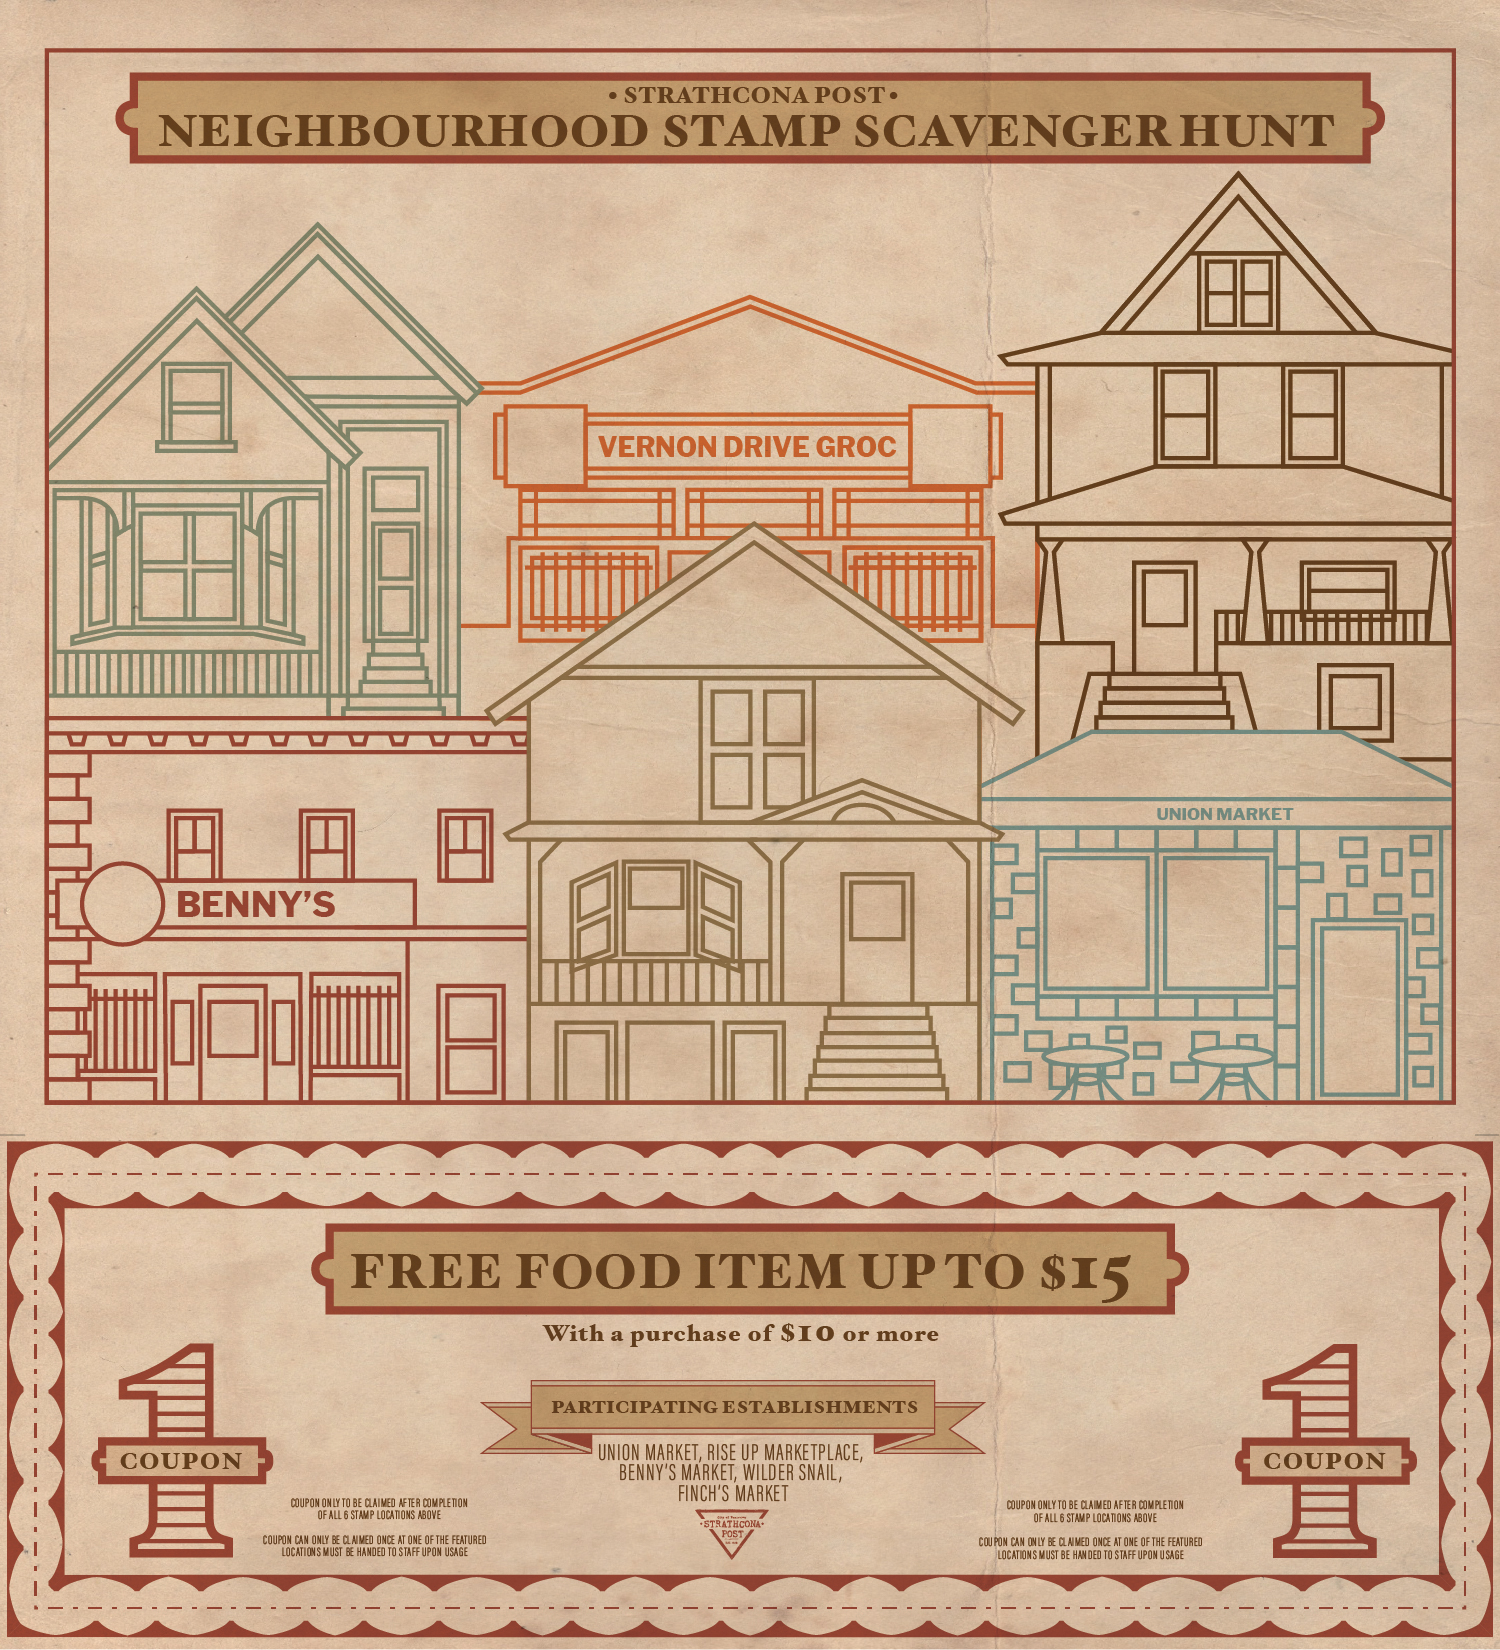 • STRATHCONA POST •
NEIGHBOURHOOD STAMP SCAVENGER HUNT
VERNON DRIVE GROC
UNION MARKET
BENNY'S
FREE FOOD ITEM UP TO $15
With a purchase of $10 or more
PARTICIPATING ESTABLISHMENTS
UNION MARKET, RISE UP MARKETPLACE,
BENNY'S MARKET, WILDER SNAIL,
FINCH'S MARKET
COUPON
COUPON ONLY TO BE CLAIMED AFTER COMPLETION
OF ALL 6 STAMP LOCATIONS ABOVE
COUPON CAN ONLY BE CLAIMED ONCE AT ONE OF THE FEATURED
LOCATIONS MUST BE HANDED TO STAFF UPON USAGE
STRATHCONA
POST
COUPON ONLY TO BE CLAIMED AFTER COMPLETION
OF ALL 6 STAMP LOCATIONS ABOVE
COUPON CAN ONLY BE CLAIMED ONCE AT ONE OF THE FEATURED
LOCATIONS MUST BE HANDED TO STAFF UPON USAGE
1
COUPON
1